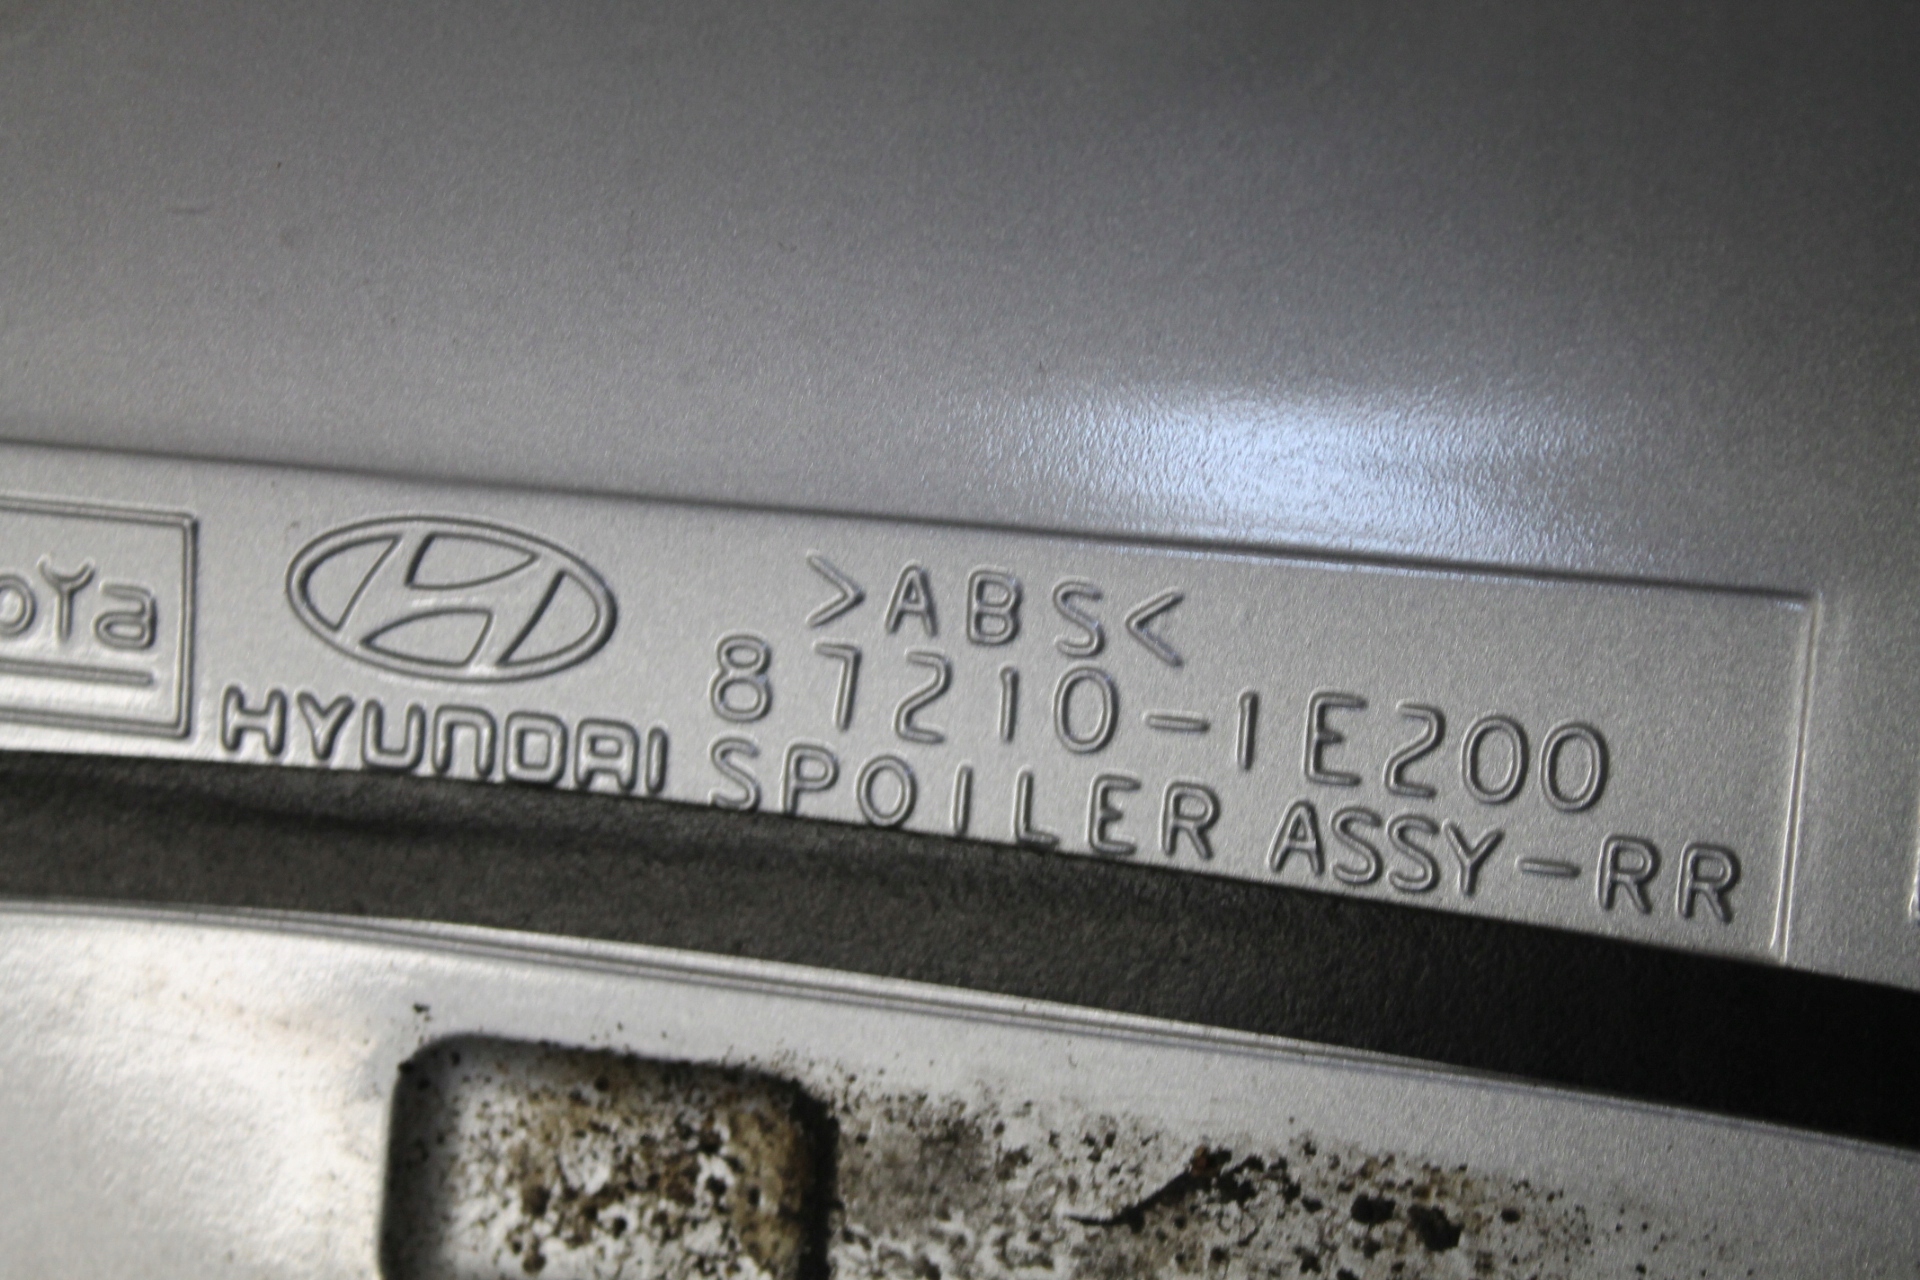 HYUNDAI
>ABS<
87210-1E200
SPOILER ASSY-RR